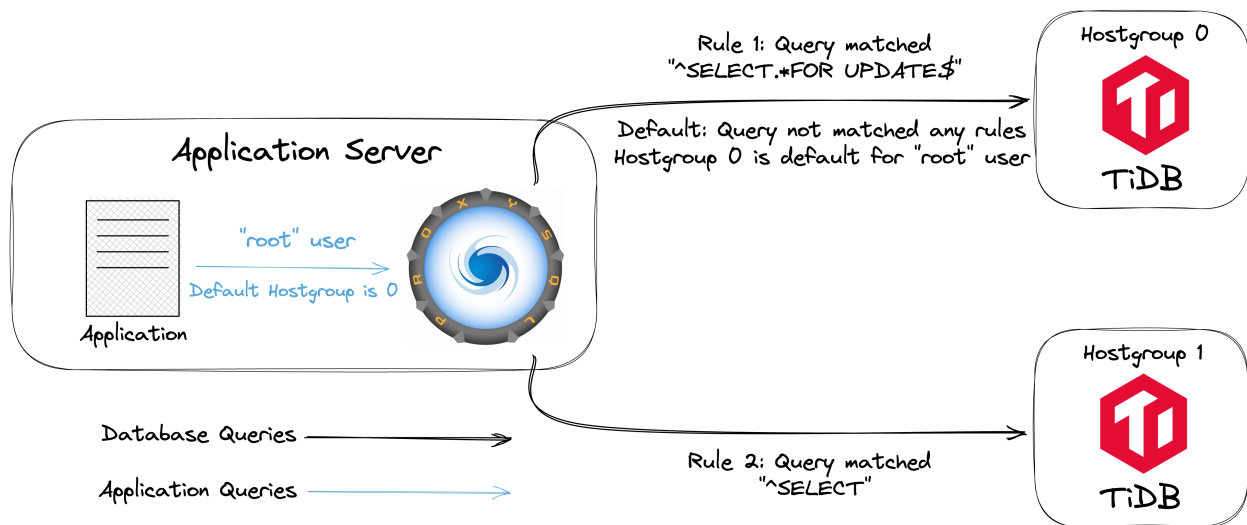 Rule 1: Query matched
"^SELECT.*FOR UPDATE$"
Default: Query not matched any rules
Hostgroup 0 is default for "root" user
Hostgroup 0
TiDB
Application Server
"root" user
Default Hostgroup is 0
Application
PROXYSQL
Database Queries
Application Queries
Rule 2: Query matched
"^SELECT"
Hostgroup 1
TiDB